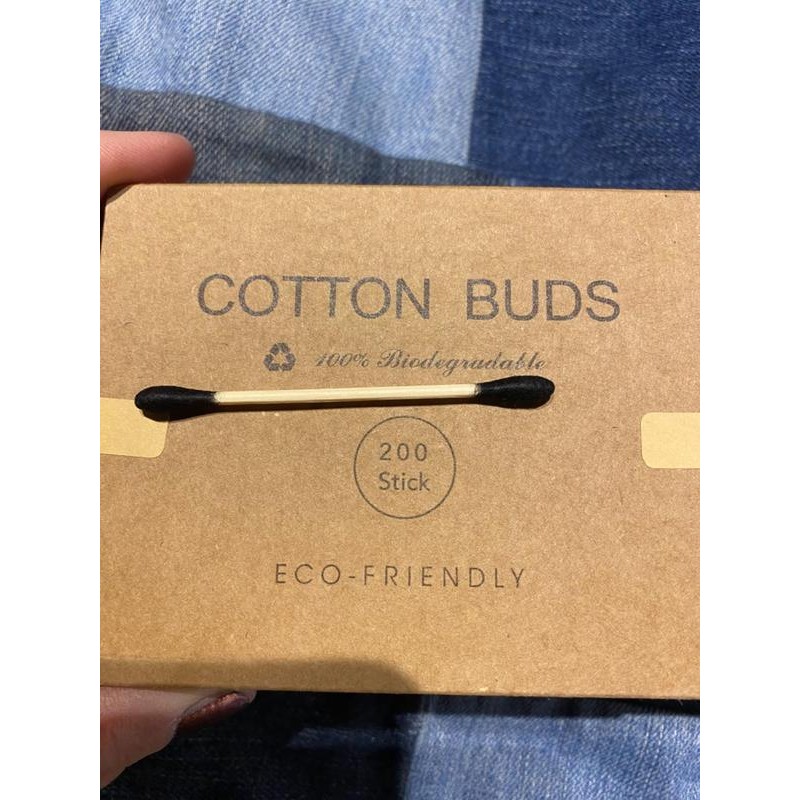 COTTON BUDS
100% Biodegradable
200
Stick
ECO-FRIENDLY